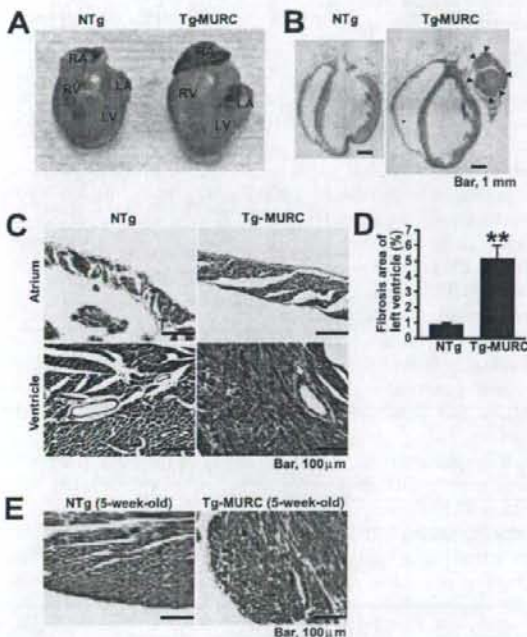 A
NTg
Tg-MURC
RA
RV
LA
LV
RA
RV
LA
LV
B
NTg
Tg-MURC
Bar, 1 mm
C
NTg
Tg-MURC
Atrium
Ventricle
Bar, 100μm
D
Fibrosis area of
left ventricle (%)
7
6
5
4
3
2
1
0
**
NTg
Tg-MURC
E
NTg (5-week-old)
Tg-MURC (5-week-old)
Bar, 100μm